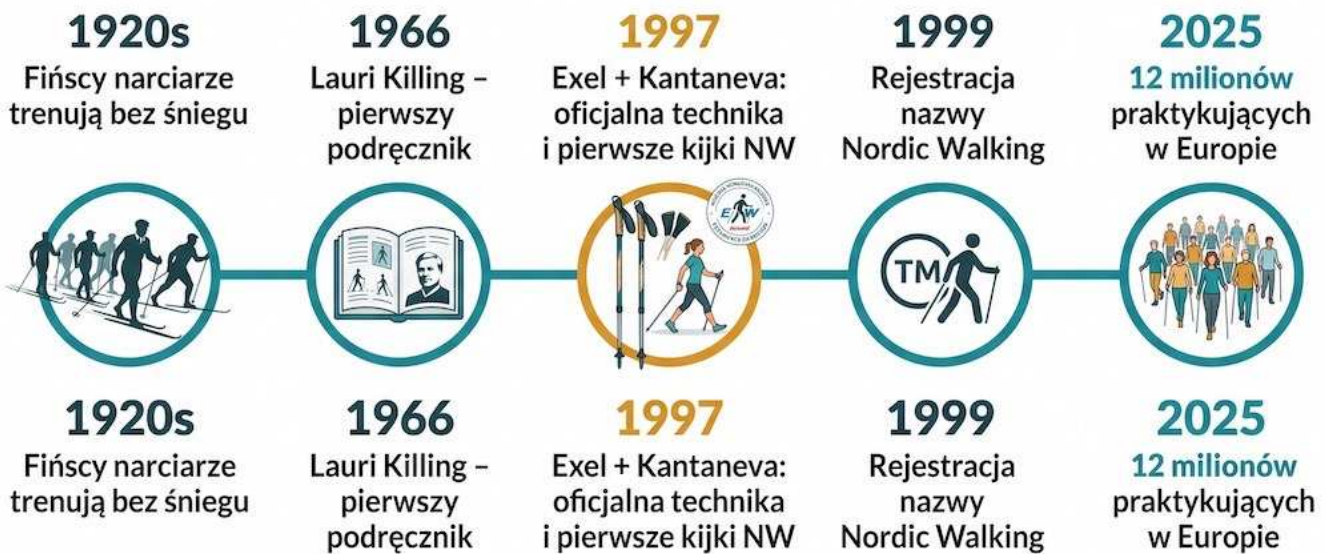 1920s
Fińscy narciarze
trenują bez śniegu
1966
Lauri Killing –
pierwszy
podręcznik
1997
Exel + Kantaneva:
oficjalna technika
i pierwsze kijki NW
1999
Rejestracja
nazwy
Nordic Walking
2025
12 milionów
praktykujących
w Europie
E W
TM
1920s
Fińscy narciarze
trenują bez śniegu
1966
Lauri Killing –
pierwszy
podręcznik
1997
Exel + Kantaneva:
oficjalna technika
i pierwsze kijki NW
1999
Rejestracja
nazwy
Nordic Walking
2025
12 milionów
praktykujących
w Europie